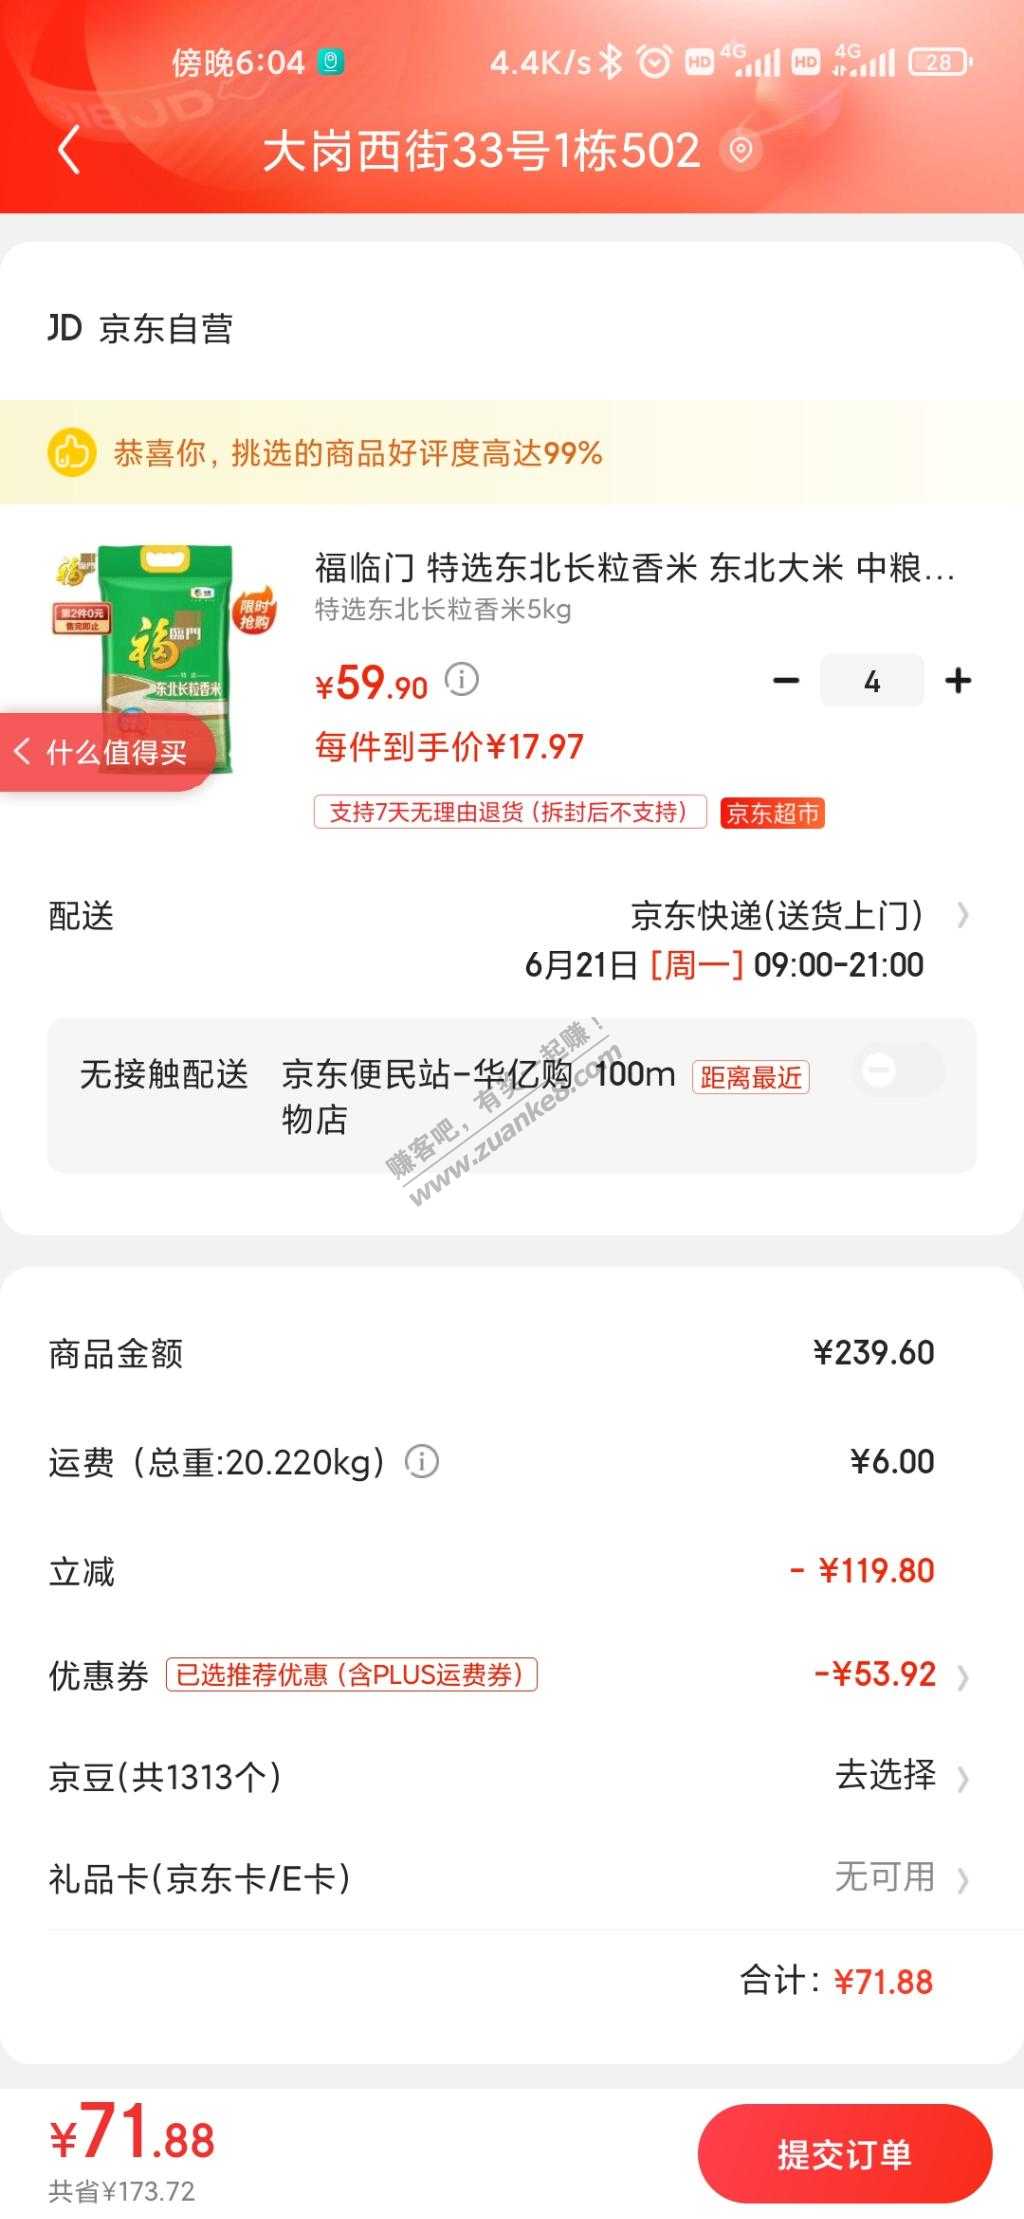 傍晚6:04
4.4K/s HD 4G HD 4G 28
大岗西街33号1栋502
JD 京东自营
恭喜你，挑选的商品好评度高达99%
福临门 特选东北长粒香米 东北大米 中粮...
特选东北长粒香米5kg
第2件0元
售完即止
限时
抢购
福临門
东北长粒香米
¥59.90
4
什么值得买
每件到手价¥17.97
支持7天无理由退货（拆封后不支持）
京东超市
配送
京东快递(送货上门)
6月21日 [周一] 09:00-21:00
无接触配送
京东便民站-华亿购
物店
100m
距离最近
赚客吧，有奖一起赚！
www.zuanke8.com
商品金额
¥239.60
运费（总重:20.220kg）
¥6.00
立减
- ¥119.80
优惠券
已选推荐优惠（含PLUS运费券）
-¥53.92
京豆(共1313个)
去选择
礼品卡(京东卡/E卡)
无可用
合计: ¥71.88
¥71.88
共省¥173.72
提交订单